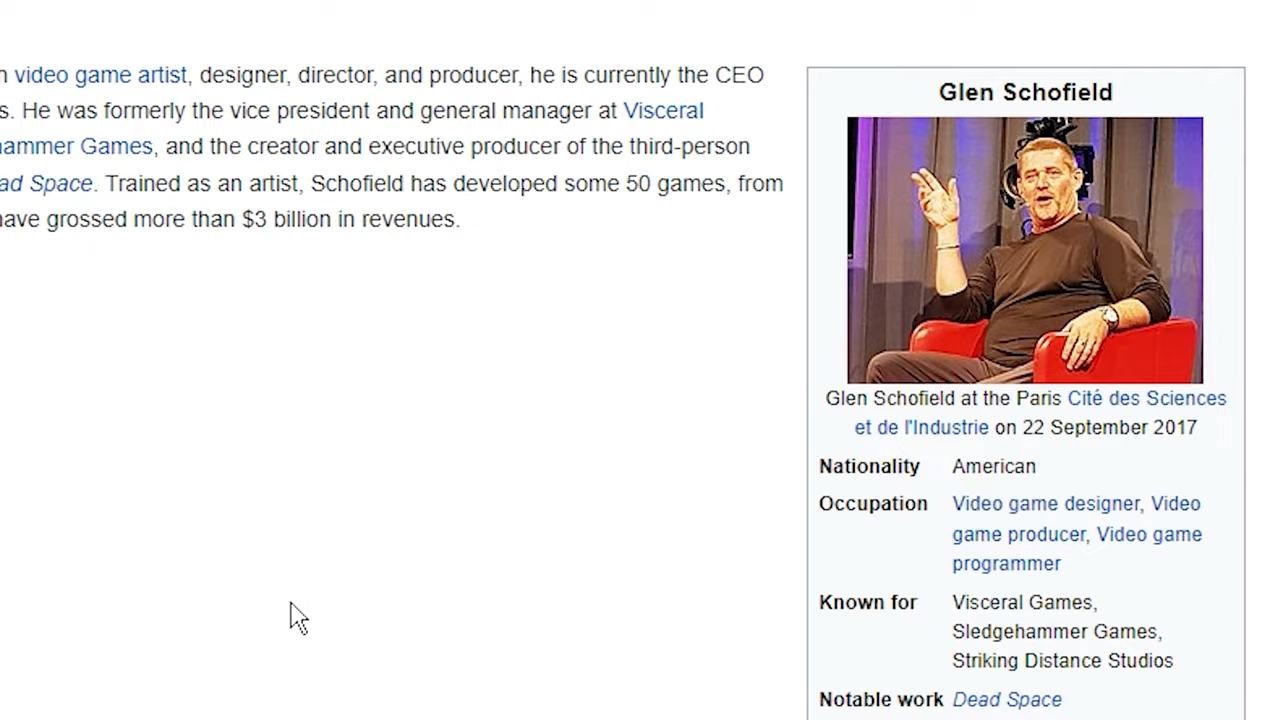 n video game artist, designer, director, and producer, he is currently the CEO
s. He was formerly the vice president and general manager at Visceral
hammer Games, and the creator and executive producer of the third-person
ad Space. Trained as an artist, Schofield has developed some 50 games, from
have grossed more than $3 billion in revenues.
Glen Schofield
Glen Schofield at the Paris Cité des Sciences
et de l'Industrie on 22 September 2017
Nationality American
Occupation Video game designer, Video
game producer, Video game
programmer
Known for Visceral Games,
Sledgehammer Games,
Striking Distance Studios
Notable work Dead Space